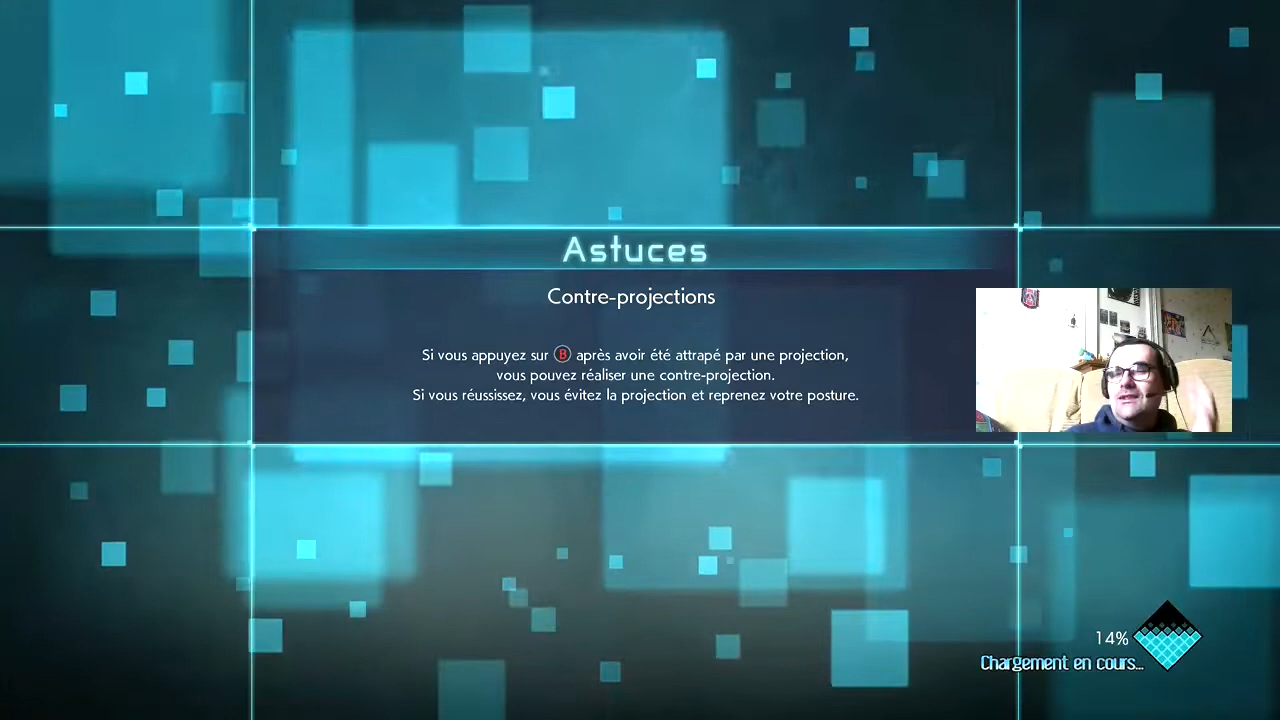 Astuces
Contre-projections
Si vous appuyez sur B après avoir été attrapé par une projection,
vous pouvez réaliser une contre-projection.
Si vous réussissez, vous évitez la projection et reprenez votre posture.
14%
Chargement en cours...